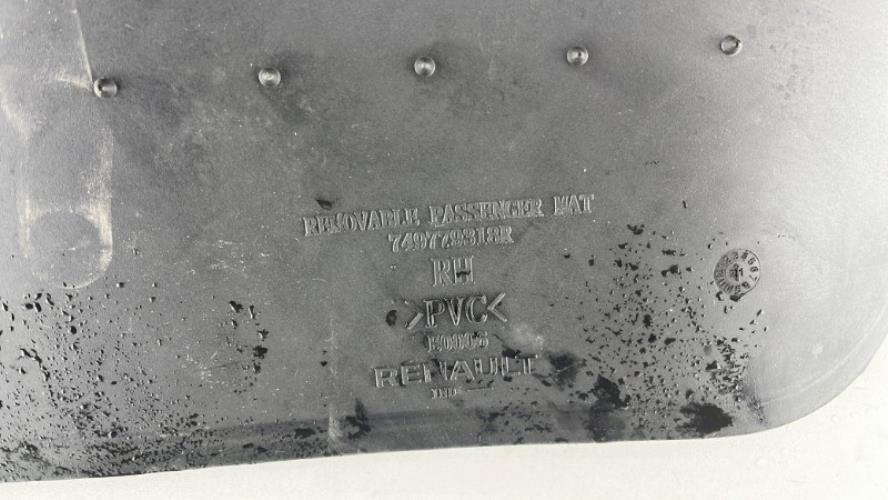 REMOVABLE PASSENGER MAT
749779318R
RH
>PVC<
RENAULT